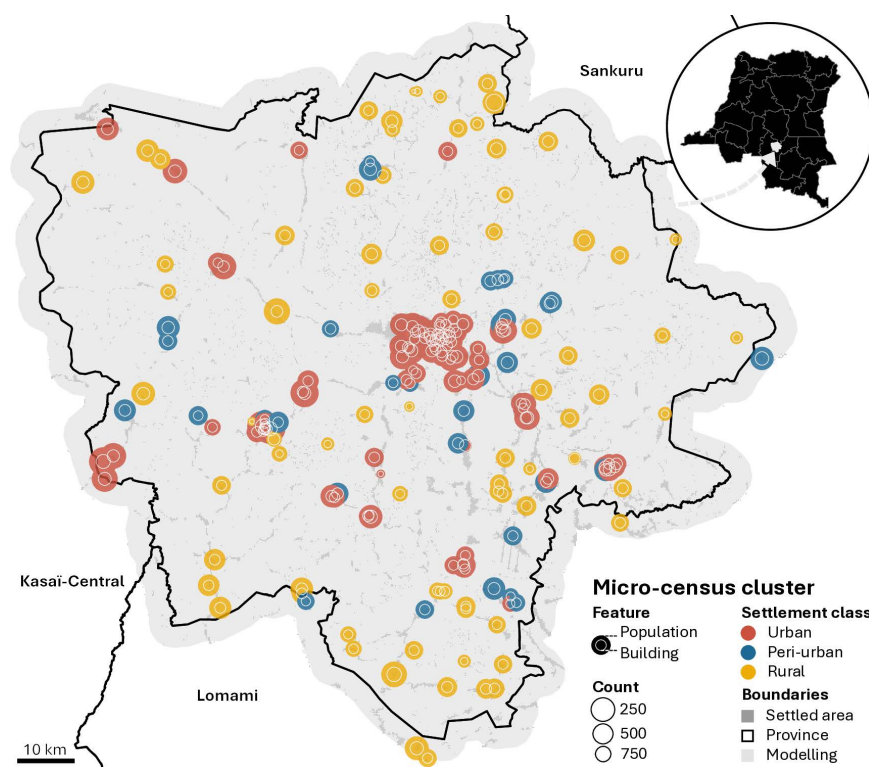 Sankuru
Kasaï-Central
Lomami
10 km
Micro-census cluster
Feature
Population
Building
Count
250
500
750
Settlement class
Urban
Peri-urban
Rural
Boundaries
Settled area
Province
Modelling